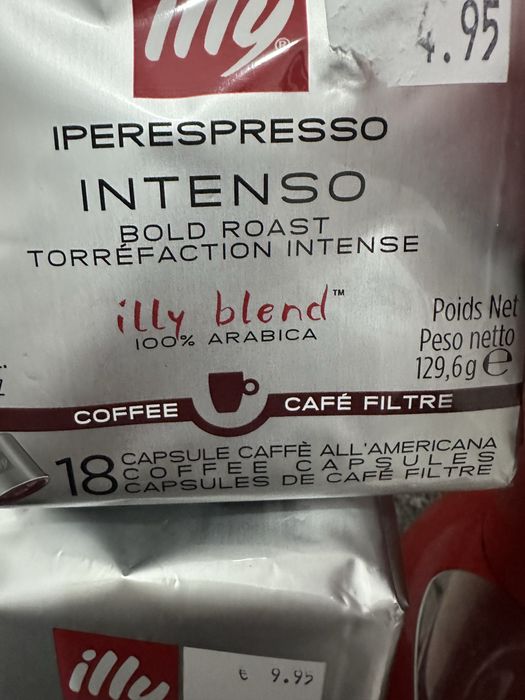 illy®
4.95
IPERESPRESSO
INTENSO
BOLD ROAST
TORRÉFACTION INTENSE
illy blend™
100% ARABICA
Poids Net
Peso netto
129,6g e
COFFEE
CAFÉ FILTRE
18
CAPSULE CAFFÈ ALL'AMERICANA
COFFEE CAPSULES
CAPSULES DE CAFÉ FILTRE
illy
€ 9.95